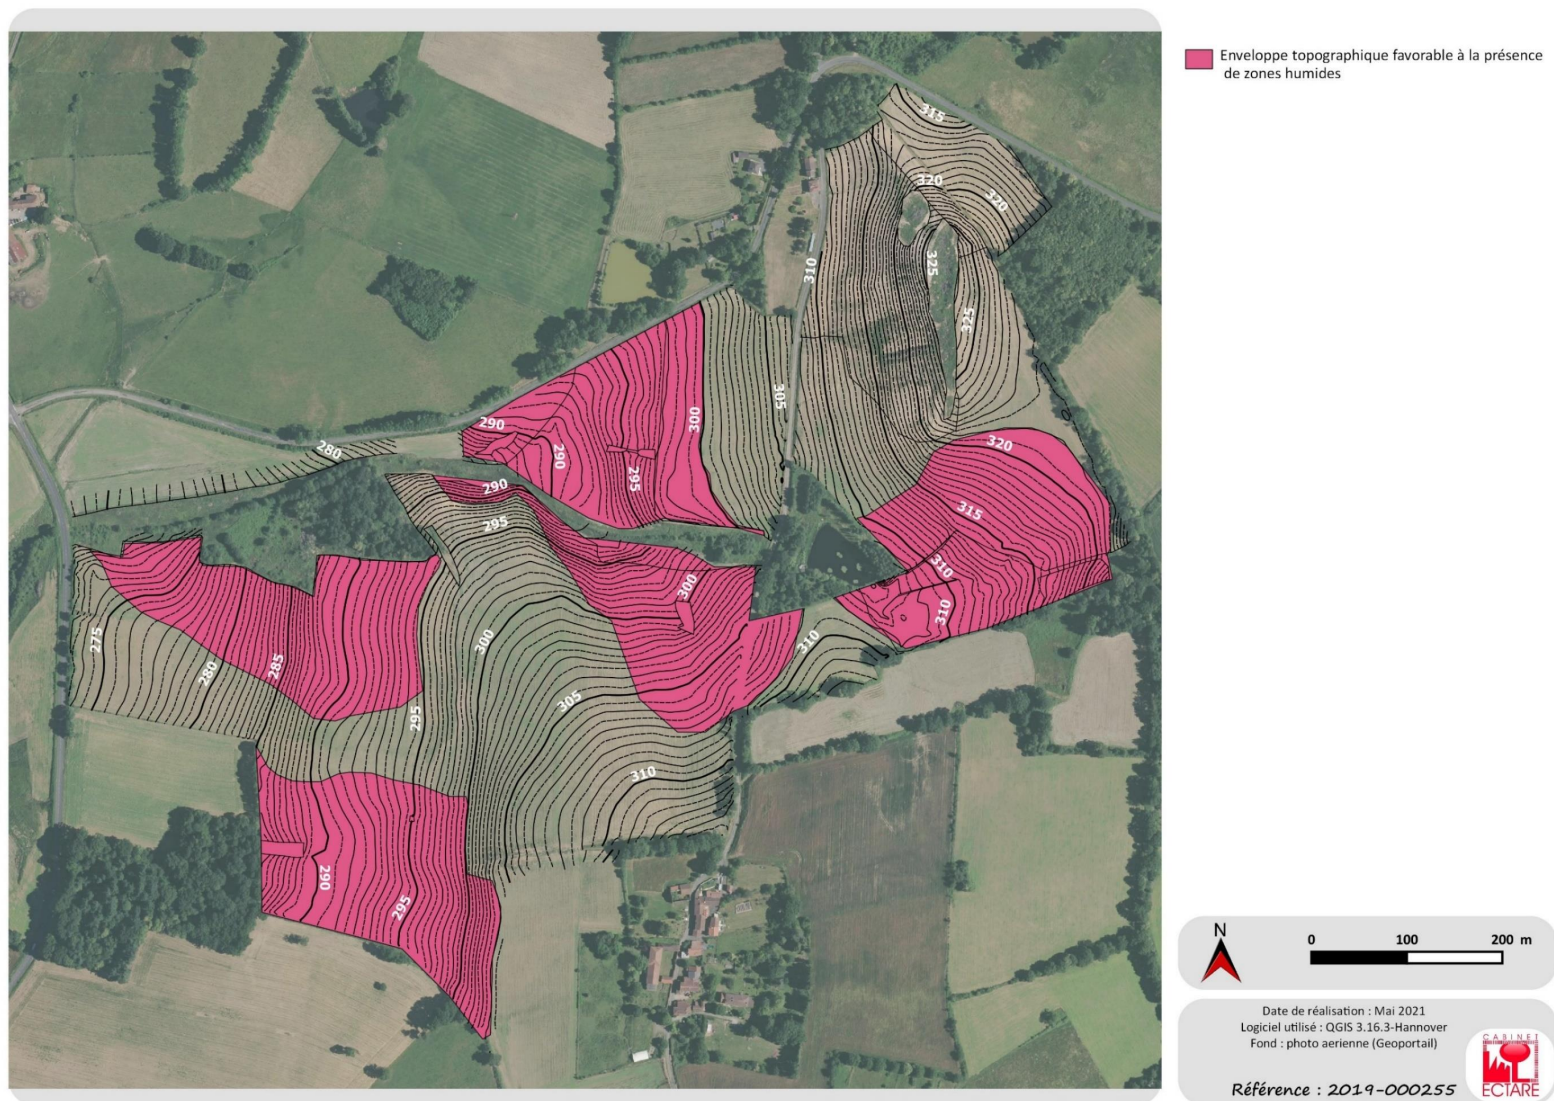 Enveloppe topographique favorable à la présence
de zones humides
315
320
320
325
310
325
305
300
290
290
295
280
290
295
320
315
310
310
300
310
300
305
275
280
285
295
310
290
295
N
0 100 200 m
Date de réalisation : Mai 2021
Logiciel utilisé : QGIS 3.16.3-Hannover
Fond : photo aerienne (Geoportail)
Référence : 2019-000255
CABINET
ECTARE